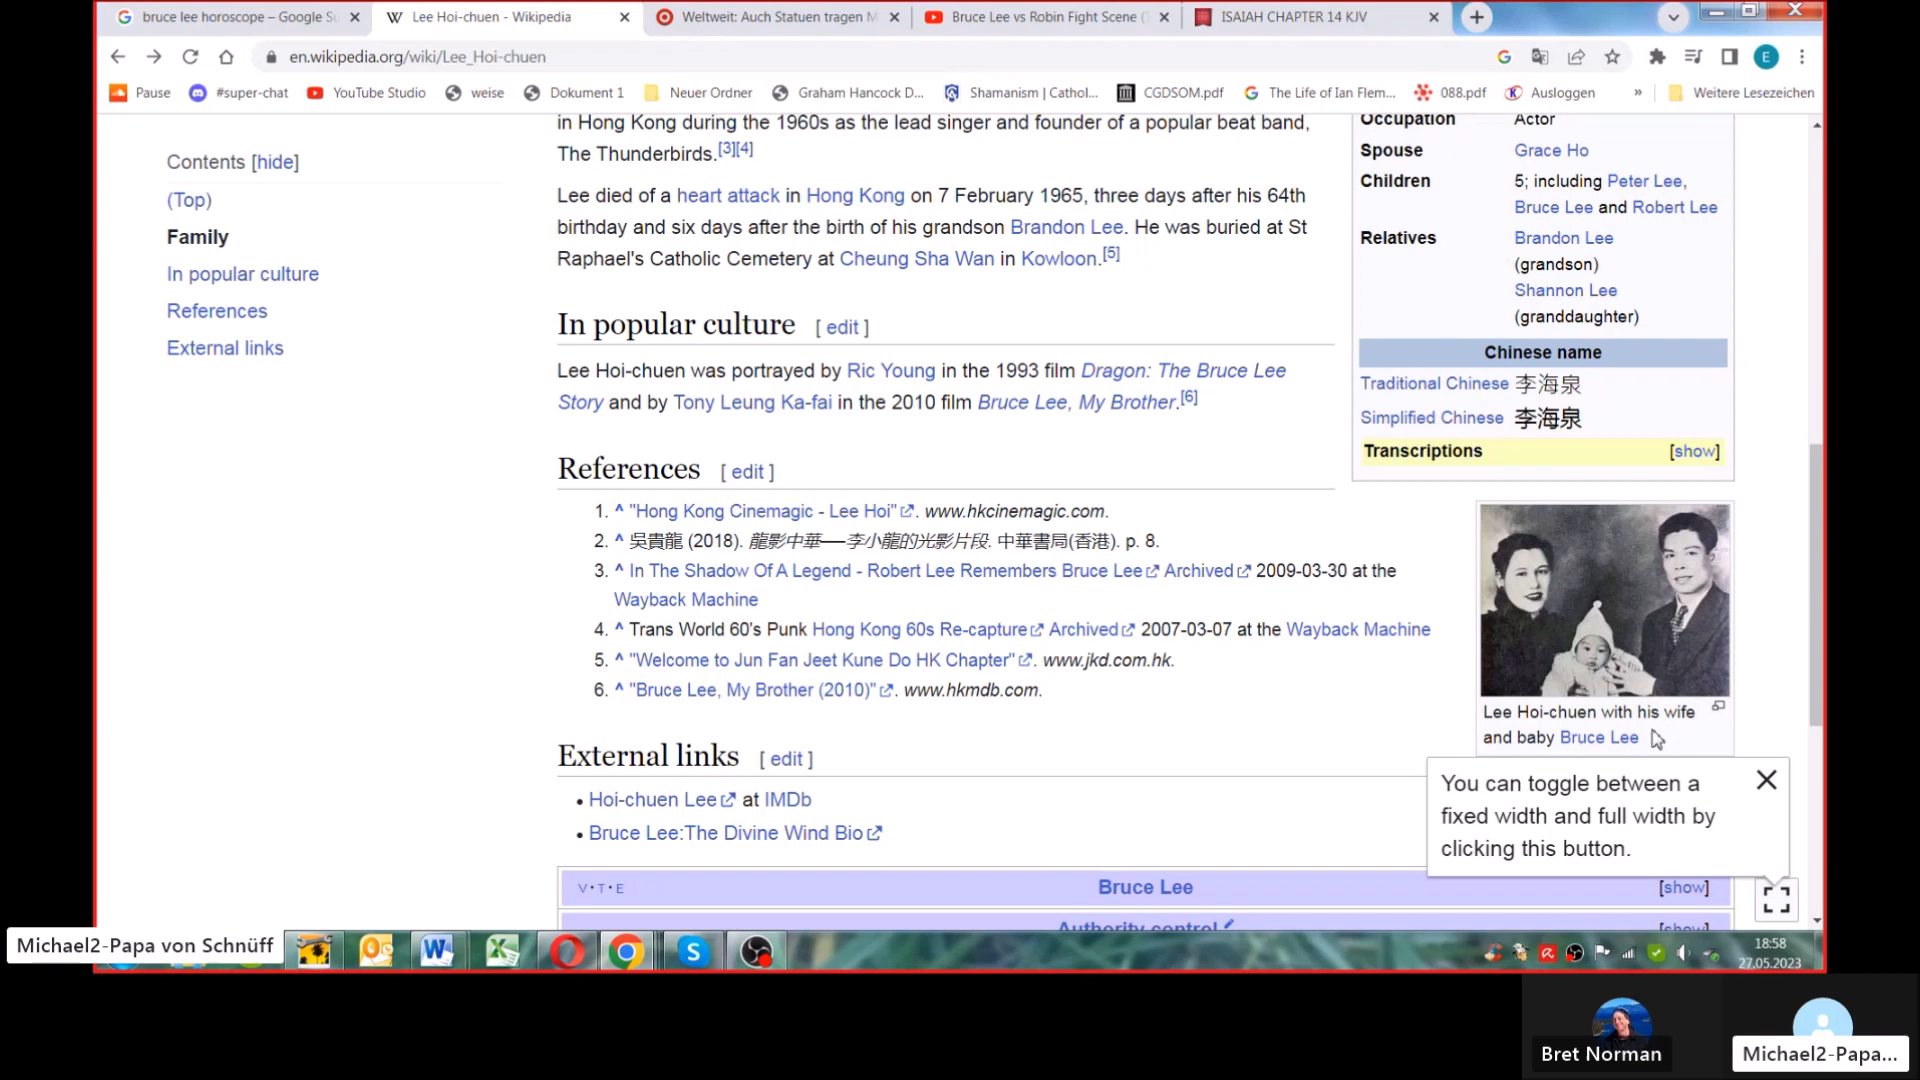 bruce lee horoscope – Google Su
Lee Hoi-chuen - Wikipedia
Weltweit: Auch Statuen tragen M
Bruce Lee vs Robin Fight Scene (
ISAIAH CHAPTER 14 KJV
en.wikipedia.org/wiki/Lee_Hoi-chuen
E
Pause
#super-chat
YouTube Studio
weise
Dokument 1
Neuer Ordner
Graham Hancock D...
Shamanism | Cathol...
CGDSOM.pdf
The Life of Ian Flem...
088.pdf
Ausloggen
»
Weitere Lesezeichen
Contents [hide]
(Top)
Family
In popular culture
References
External links
in Hong Kong during the 1960s as the lead singer and founder of a popular beat band,
The Thunderbirds.[3][4]
Lee died of a heart attack in Hong Kong on 7 February 1965, three days after his 64th
birthday and six days after the birth of his grandson Brandon Lee. He was buried at St
Raphael's Catholic Cemetery at Cheung Sha Wan in Kowloon.[5]
In popular culture [ edit ]
Lee Hoi-chuen was portrayed by Ric Young in the 1993 film Dragon: The Bruce Lee
Story and by Tony Leung Ka-fai in the 2010 film Bruce Lee, My Brother.[6]
References [ edit ]
1. ^ "Hong Kong Cinemagic - Lee Hoi". www.hkcinemagic.com.
2. ^ 吳貴龍 (2018). 龍影中華──李小龍的光影片段. 中華書局(香港). p. 8.
3. ^ In The Shadow Of A Legend - Robert Lee Remembers Bruce Lee Archived 2009-03-30 at the
Wayback Machine
4. ^ Trans World 60's Punk Hong Kong 60s Re-capture Archived 2007-03-07 at the Wayback Machine
5. ^ "Welcome to Jun Fan Jeet Kune Do HK Chapter". www.jkd.com.hk.
6. ^ "Bruce Lee, My Brother (2010)". www.hkmdb.com.
External links [ edit ]
• Hoi-chuen Lee at IMDb
• Bruce Lee:The Divine Wind Bio
V•T•E Bruce Lee [show]
Authority control [show]
Occupation Actor
Spouse Grace Ho
Children 5; including Peter Lee,
Bruce Lee and Robert Lee
Relatives Brandon Lee
(grandson)
Shannon Lee
(granddaughter)
Chinese name
Traditional Chinese 李海泉
Simplified Chinese 李海泉
Transcriptions [show]
Lee Hoi-chuen with his wife
and baby Bruce Lee
You can toggle between a
fixed width and full width by
clicking this button.
Michael2-Papa von Schnüff
18:58
27.05.2023
Bret Norman
Michael2-Papa...